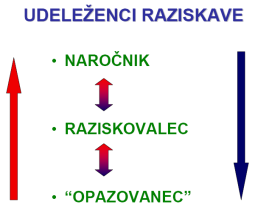 UDELEŽENCI RAZISKAVE
• NAROČNIK
• RAZISKOVALEC
• “OPAZOVANEC”